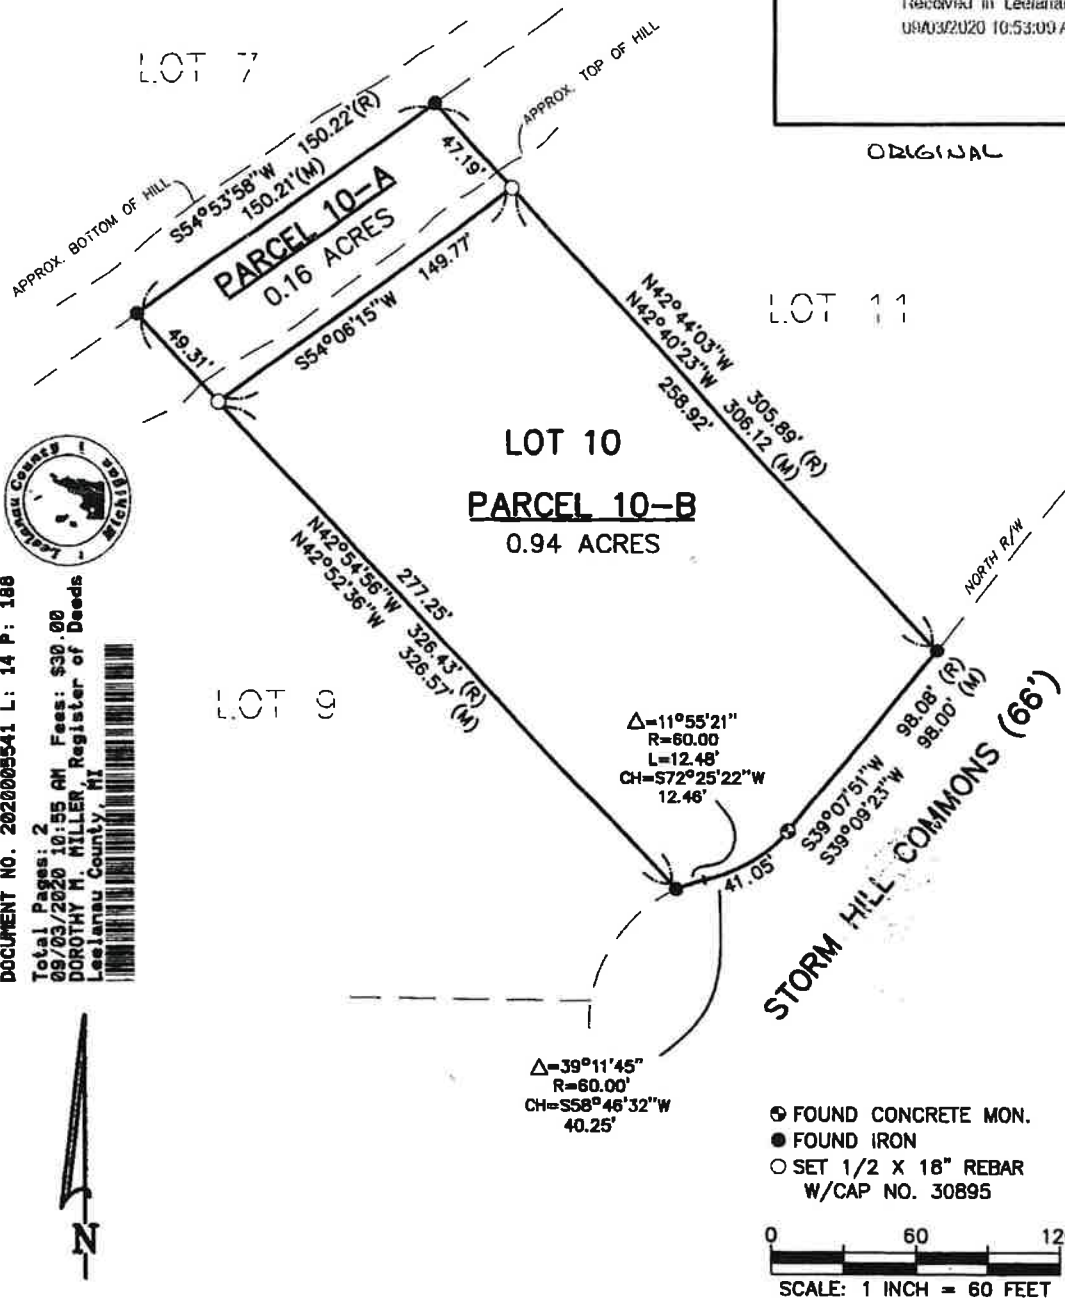 Received in Leelanau
09/03/2020 10:53:09 A
ORIGINAL
LOT 7
APPROX. BOTTOM OF HILL
APPROX. TOP OF HILL
S54°53'58"W 150.22'(R)
150.21'(M)
47.19'
PARCEL 10-A
0.16 ACRES
49.31'
S54°06'15"W 149.77'
LOT 11
N42°44'03"W 305.89' (R)
N42°40'23"W 306.12 (M)
258.92'
LOT 10
PARCEL 10-B
0.94 ACRES
277.25'
N42°54'56"W 326.43' (R)
N42°52'36"W 326.57' (M)
LOT 9
NORTH R/W
Δ=11°55'21"
R=60.00
L=12.48'
CH=S72°25'22"W
12.46'
S39°07'51"W 98.08' (R)
S39°09'23"W 98.00' (M)
41.05'
STORM HILL COMMONS (66')
Δ=39°11'45"
R=60.00'
CH=S58°46'32"W
40.25'
Leelanau County
Michigan
DOCUMENT NO. 2020005541 L: 14 P: 188
Total Pages: 2
09/03/2020 10:55 AM Fees: $30.00
DOROTHY M. MILLER, Register of Deeds
Leelanau County, MI
N
FOUND CONCRETE MON.
FOUND IRON
SET 1/2 X 18" REBAR
W/CAP NO. 30895
0 60 12
SCALE: 1 INCH = 60 FEET